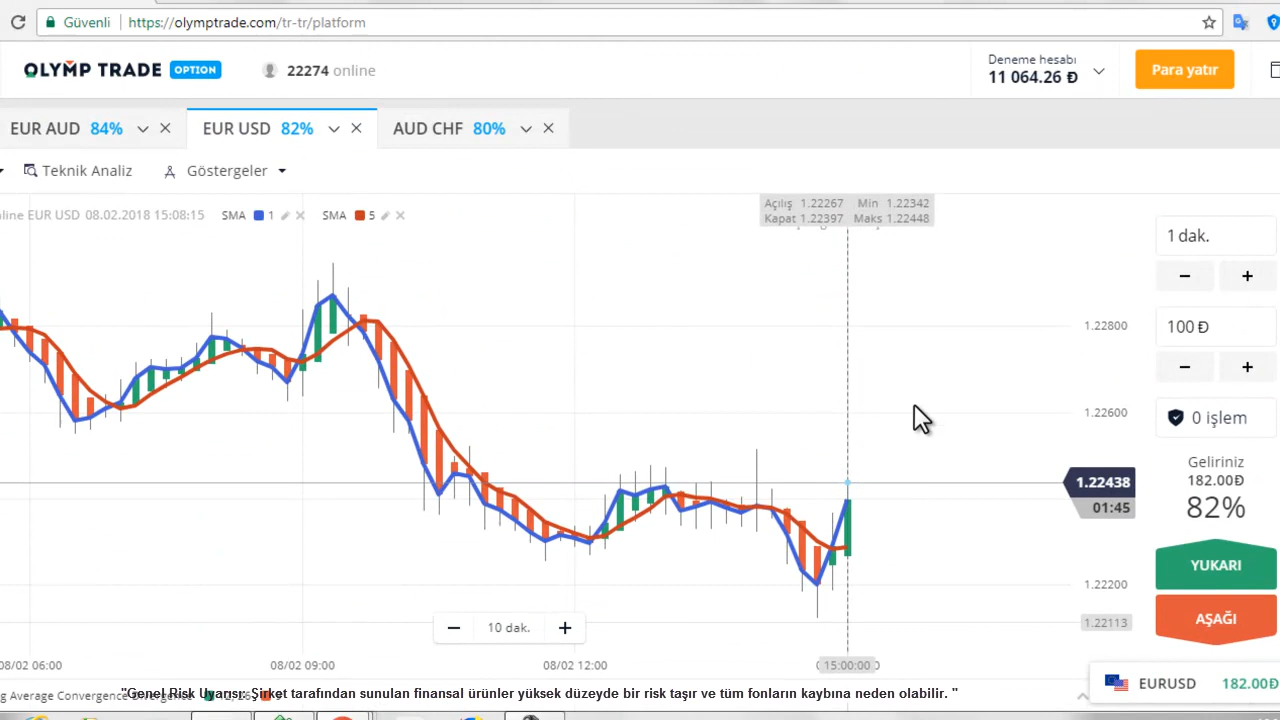 Güvenli https://olymptrade.com/tr-tr/platform
OLYMP TRADE OPTION 22274 online
Deneme hesabı
11 064.26 Đ
Para yatır
EUR AUD 84% EUR USD 82% AUD CHF 80%
Teknik Analiz Göstergeler
EUR USD 08.02.2018 15:08:15 SMA 1 SMA 5
Açılış 1.22267 Min 1.22342
Kapat 1.22397 Maks 1.22448
1 dak.
− +
1.22800
100 Đ
− +
1.22600
0 işlem
Geliriniz
182.00Đ
82%
1.22438
01:45
YUKARI
1.22200
AŞAĞI
1.22113
− 10 dak. +
08/02 06:00 08/02 09:00 08/02 12:00 15:00:00
EURUSD 182.00Đ
Average Convergence
"Genel Risk Uyarısı: Şirket tarafından sunulan finansal ürünler yüksek düzeyde bir risk taşır ve tüm fonların kaybına neden olabilir. "